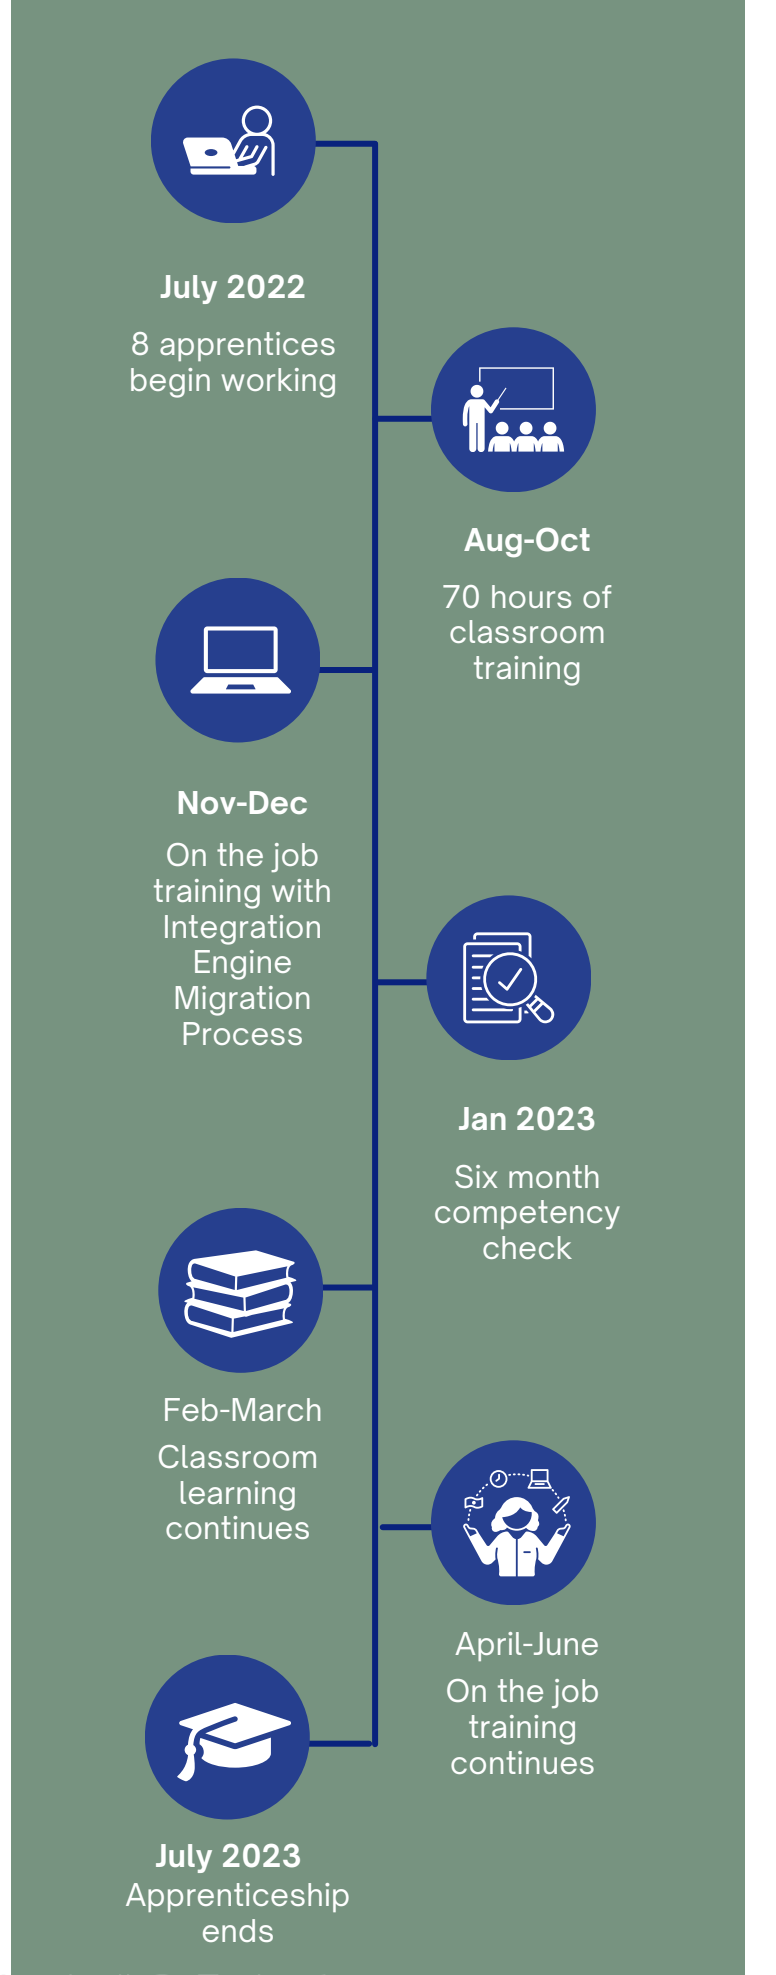 July 2022
8 apprentices
begin working
Aug-Oct
70 hours of
classroom
training
Nov-Dec
On the job
training with
Integration
Engine
Migration
Process
Jan 2023
Six month
competency
check
Feb-March
Classroom
learning
continues
April-June
On the job
training
continues
July 2023
Apprenticeship
ends